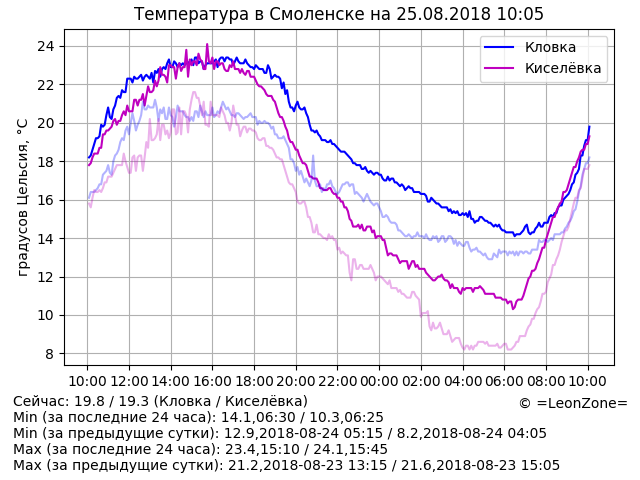 Температура в Смоленске на 25.08.2018 10:05
Кловка
Киселёвка
градусов Цельсия, °C
24
22
20
18
16
14
12
10
8
10:00 12:00 14:00 16:00 18:00 20:00 22:00 00:00 02:00 04:00 06:00 08:00 10:00
Сейчас: 19.8 / 19.3 (Кловка / Киселёвка)
© =LeonZone=
Min (за последние 24 часа): 14.1,06:30 / 10.3,06:25
Min (за предыдущие сутки): 12.9,2018-08-24 05:15 / 8.2,2018-08-24 04:05
Max (за последние 24 часа): 23.4,15:10 / 24.1,15:45
Max (за предыдущие сутки): 21.2,2018-08-23 13:15 / 21.6,2018-08-23 15:05